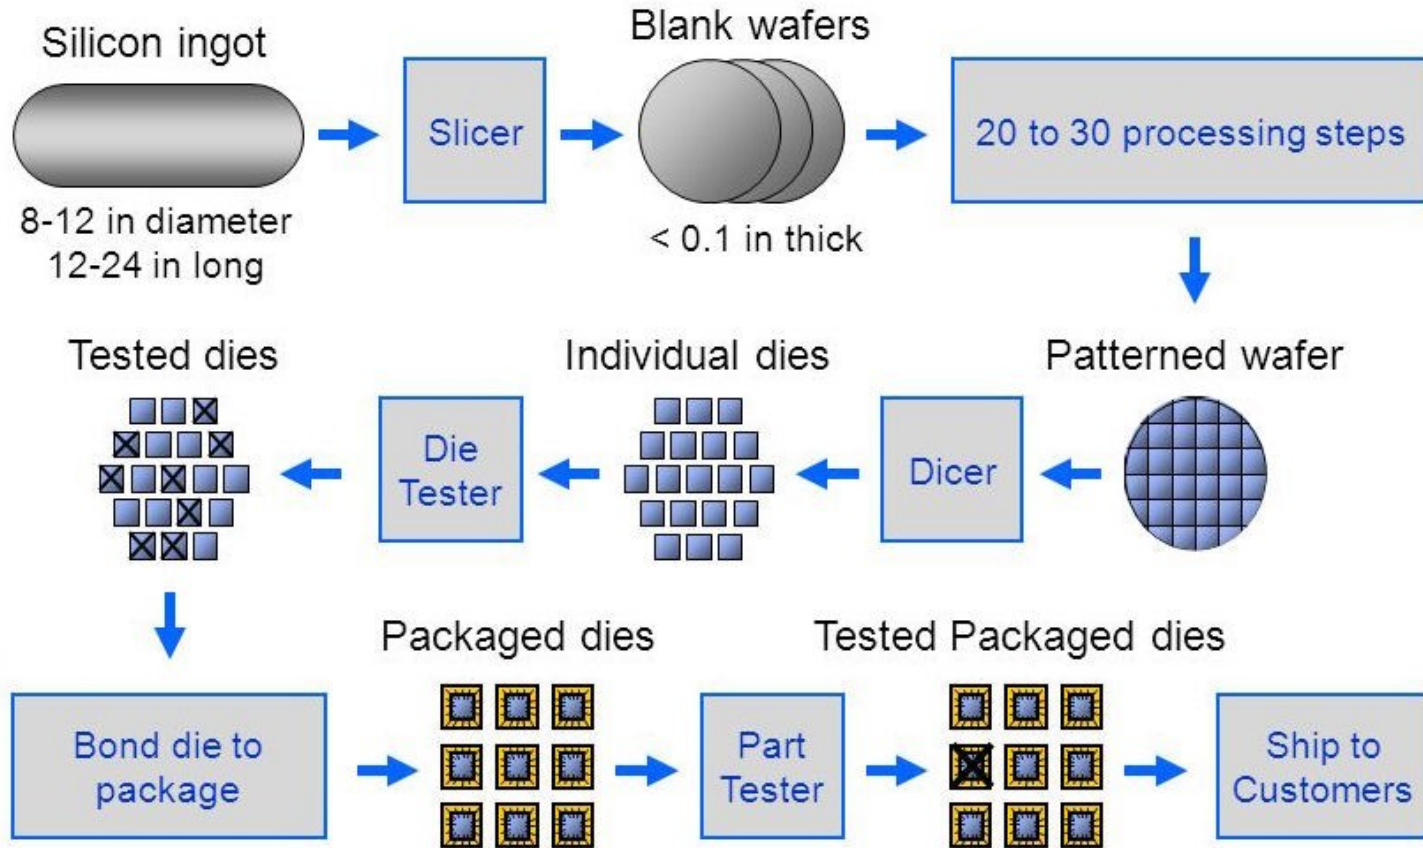 Silicon ingot
8-12 in diameter
12-24 in long
Slicer
Blank wafers
< 0.1 in thick
20 to 30 processing steps
Patterned wafer
Dicer
Individual dies
Die
Tester
Tested dies
Bond die to
package
Packaged dies
Part
Tester
Tested Packaged dies
Ship to
Customers